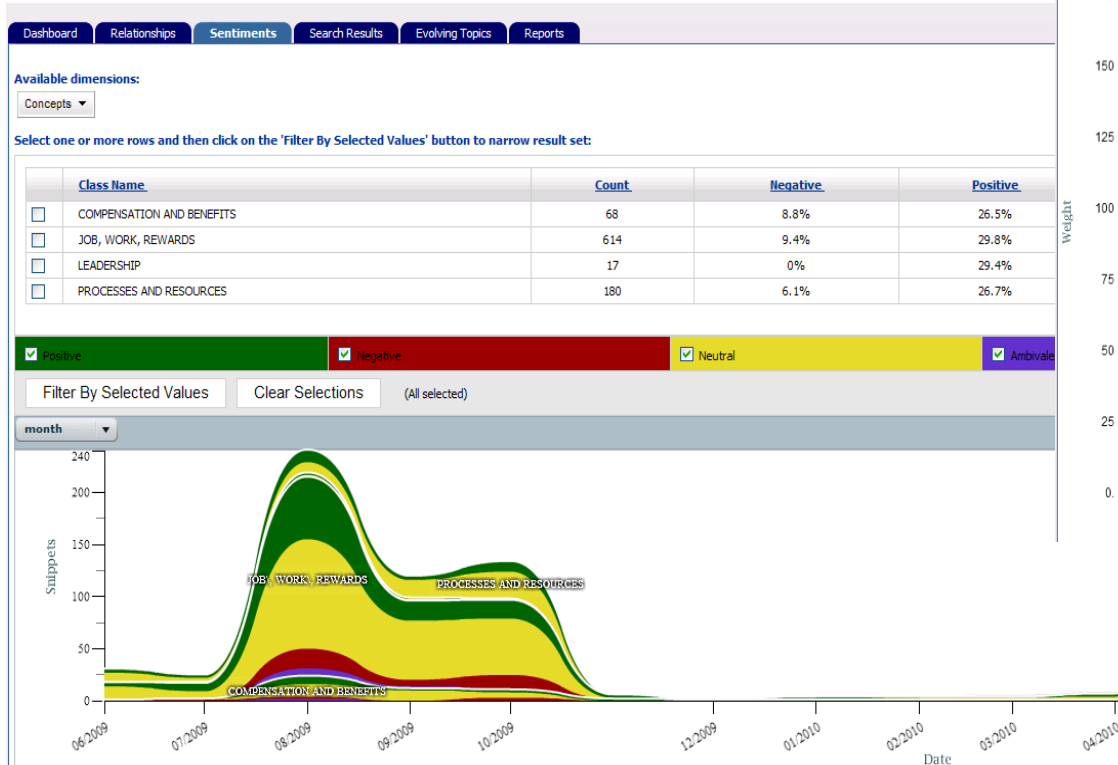 Dashboard Relationships Sentiments Search Results Evolving Topics Reports
Available dimensions:
Concepts
Select one or more rows and then click on the 'Filter By Selected Values' button to narrow result set:
Class Name Count Negative Positive
COMPENSATION AND BENEFITS 68 8.8% 26.5%
JOB, WORK, REWARDS 614 9.4% 29.8%
LEADERSHIP 17 0% 29.4%
PROCESSES AND RESOURCES 180 6.1% 26.7%
Positive Negative Neutral Ambivale
Filter By Selected Values Clear Selections (All selected)
month
240
200
150
100
50
0
Snippets
JOB, WORK, REWARDS
PROCESSES AND RESOURCES
COMPENSATION AND BENEFITS
06/2009 07/2009 08/2009 09/2009 10/2009 12/2009 01/2010 02/2010 03/2010 04/2010
Date
150
125
100
75
50
25
0.
Weight